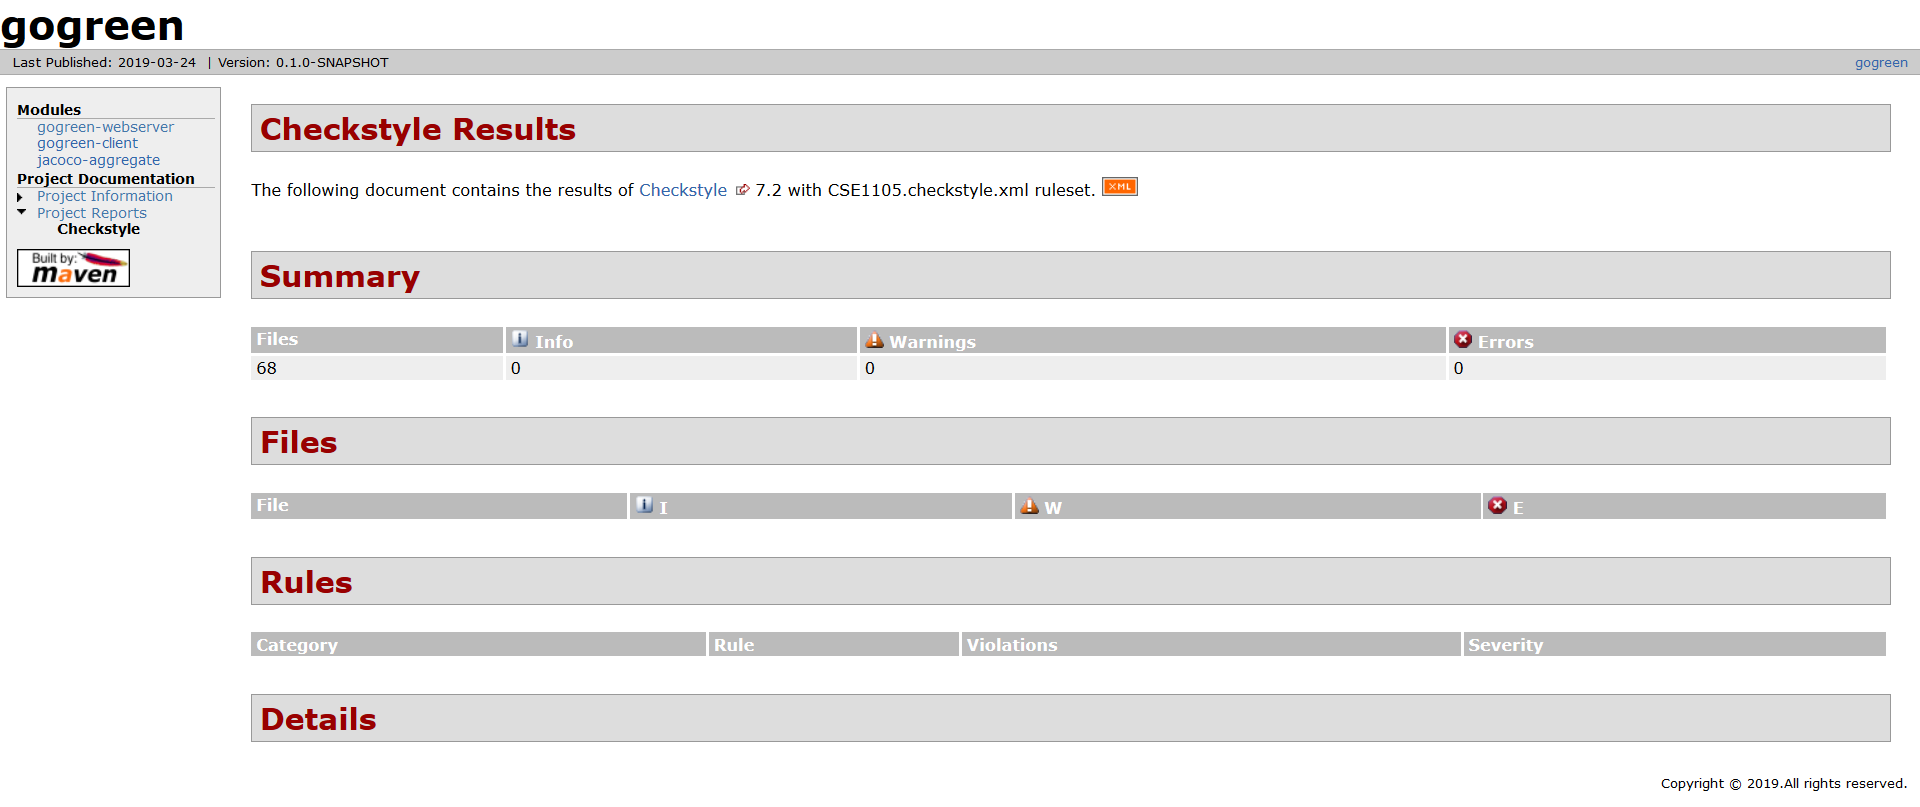 gogreen
Last Published: 2019-03-24 | Version: 0.1.0-SNAPSHOT
gogreen
Modules
gogreen-webserver
gogreen-client
jacoco-aggregate
Project Documentation
Project Information
Project Reports
Checkstyle
Built by:
maven
Checkstyle Results
The following document contains the results of Checkstyle 7.2 with CSE1105.checkstyle.xml ruleset. XML
Summary
Files Info Warnings Errors
68 0 0 0
Files
File I W E
Rules
Category Rule Violations Severity
Details
Copyright © 2019.All rights reserved.